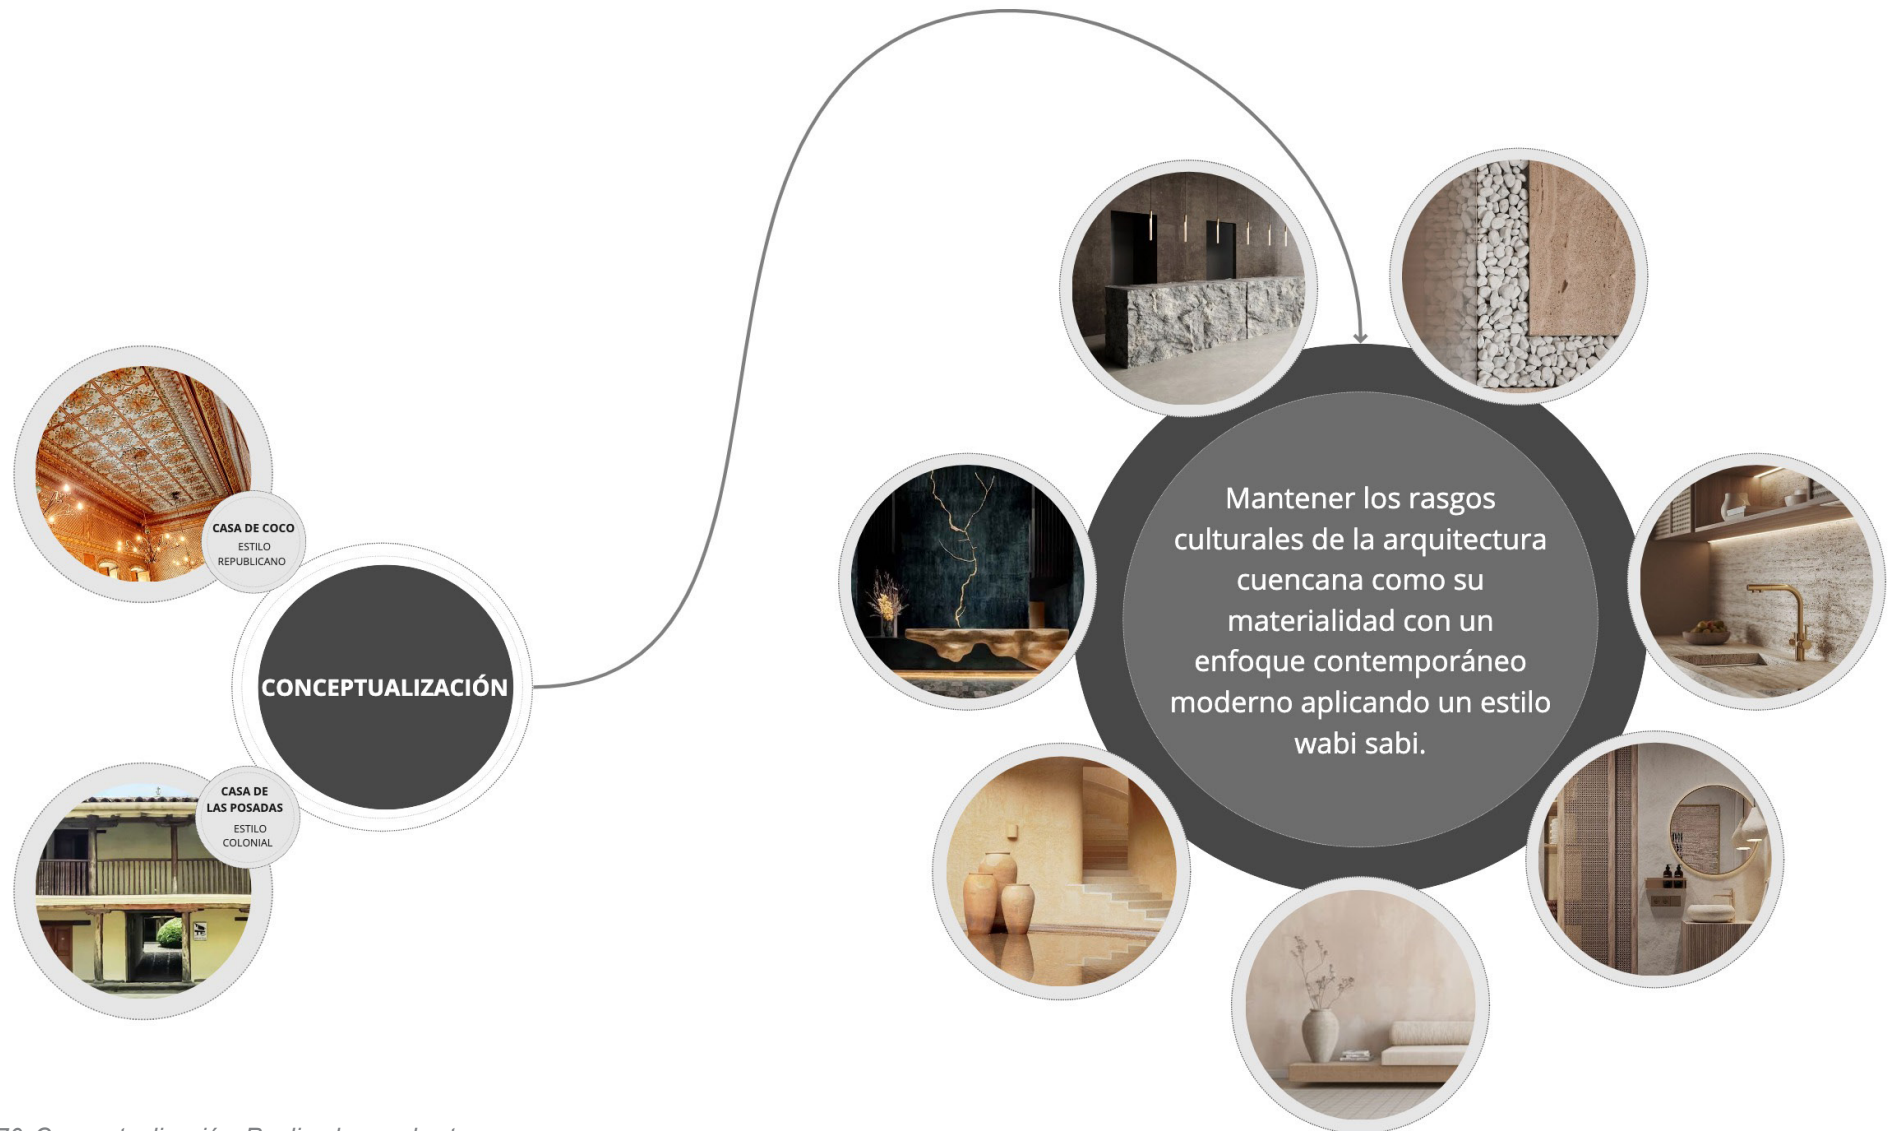 CASA DE COCO
ESTILO
REPUBLICANO
CONCEPTUALIZACIÓN
CASA DE
LAS POSADAS
ESTILO
COLONIAL
Mantener los rasgos
culturales de la arquitectura
cuencana como su
materialidad con un
enfoque contemporáneo
moderno aplicando un estilo
wabi sabi.